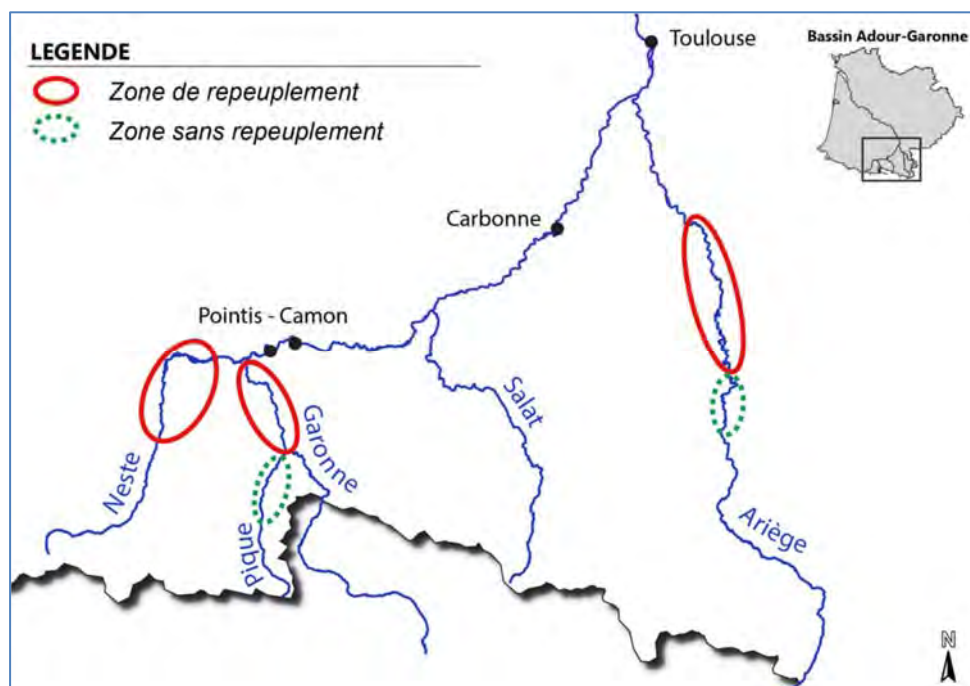 LEGENDE
Zone de repeuplement
Zone sans repeuplement
Toulouse
Bassin Adour-Garonne
Carbonne
Pointis - Camon
Neste
Pique
Garonne
Salat
Ariège
N